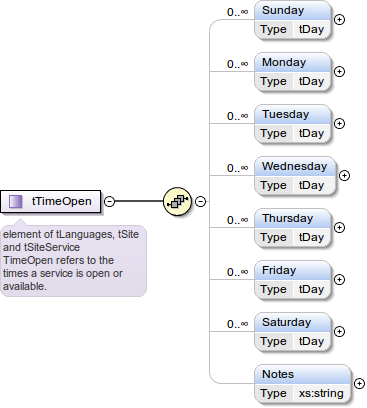 0..∞ Sunday
Type tDay
0..∞ Monday
Type tDay
0..∞ Tuesday
Type tDay
0..∞ Wednesday
Type tDay
tTimeOpen
element of tLanguages, tSite
and tSiteService
TimeOpen refers to the
times a service is open or
available.
0..∞ Thursday
Type tDay
0..∞ Friday
Type tDay
0..∞ Saturday
Type tDay
Notes
Type xs:string